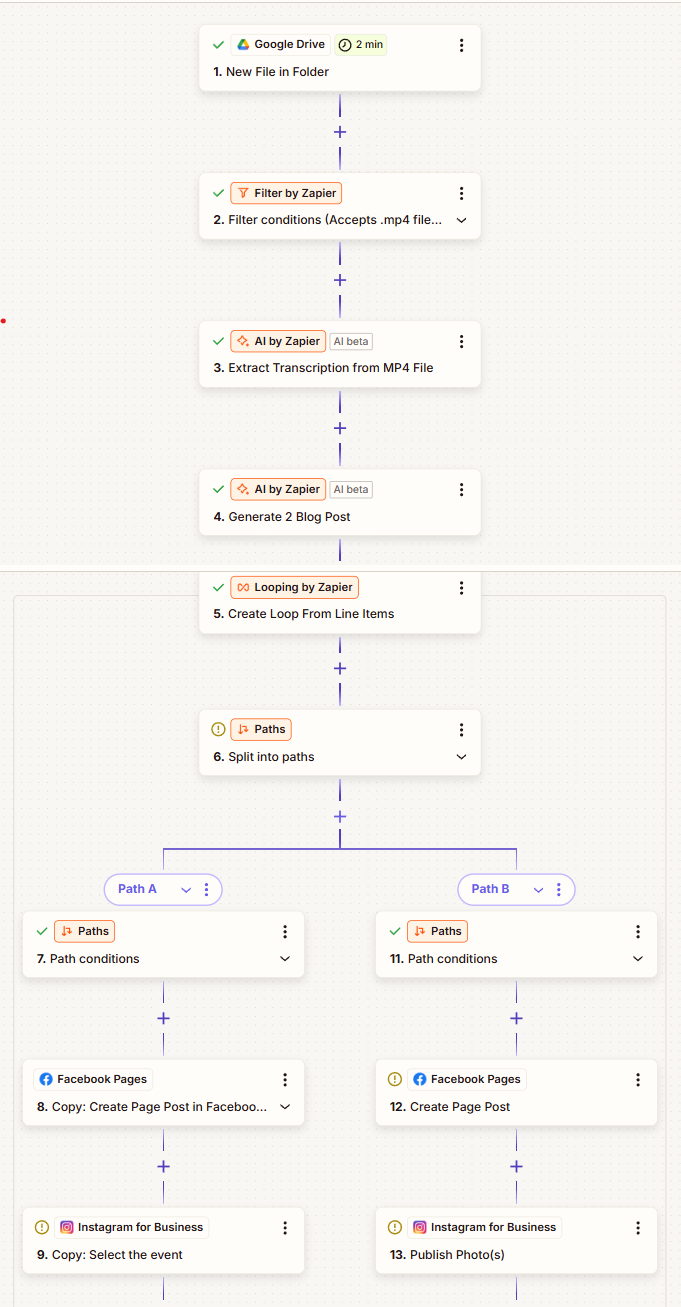 Google Drive 2 min
1. New File in Folder
Filter by Zapier
2. Filter conditions (Accepts .mp4 file...
AI by Zapier AI beta
3. Extract Transcription from MP4 File
AI by Zapier AI beta
4. Generate 2 Blog Post
Looping by Zapier
5. Create Loop From Line Items
Paths
6. Split into paths
Path A
Path B
Paths
7. Path conditions
Paths
11. Path conditions
Facebook Pages
8. Copy: Create Page Post in Faceboo...
Facebook Pages
12. Create Page Post
Instagram for Business
9. Copy: Select the event
Instagram for Business
13. Publish Photo(s)